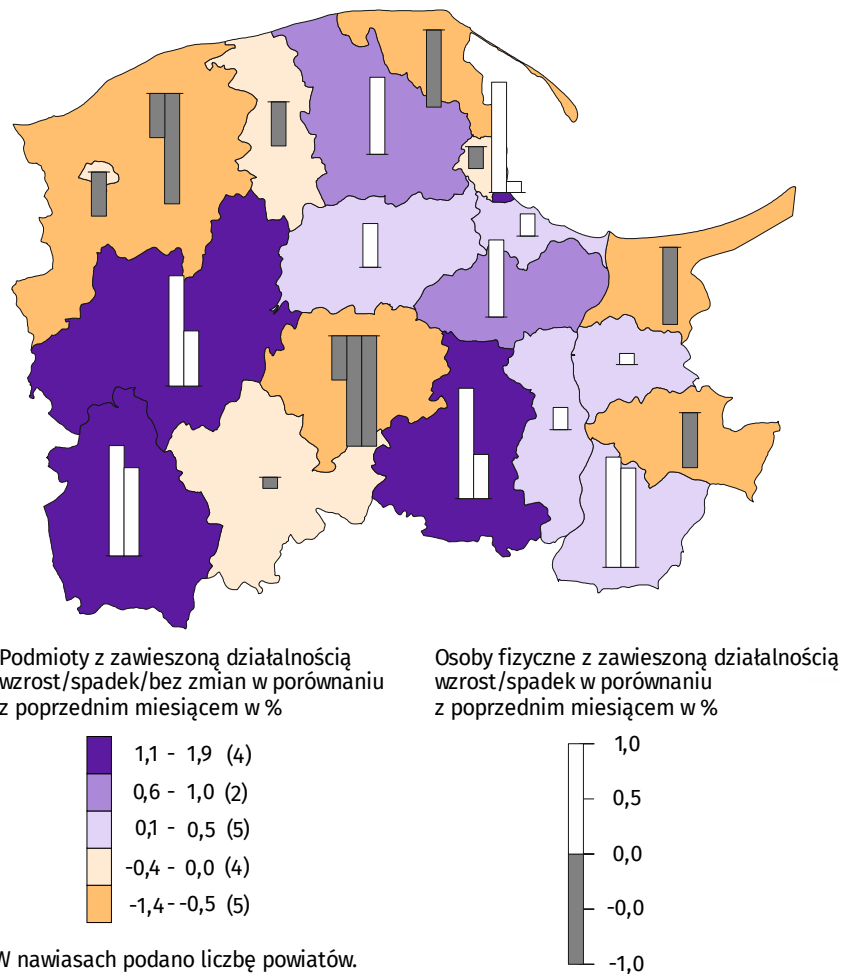 Podmioty z zawieszoną działalnością
wzrost/spadek/bez zmian w porównaniu
z poprzednim miesiącem w %
1,1 - 1,9 (4)
0,6 - 1,0 (2)
0,1 - 0,5 (5)
-0,4 - 0,0 (4)
-1,4 - -0,5 (5)
W nawiasach podano liczbę powiatów.
Osoby fizyczne z zawieszoną działalnością
wzrost/spadek w porównaniu
z poprzednim miesiącem w %
1,0
0,5
0,0
-0,0
-1,0